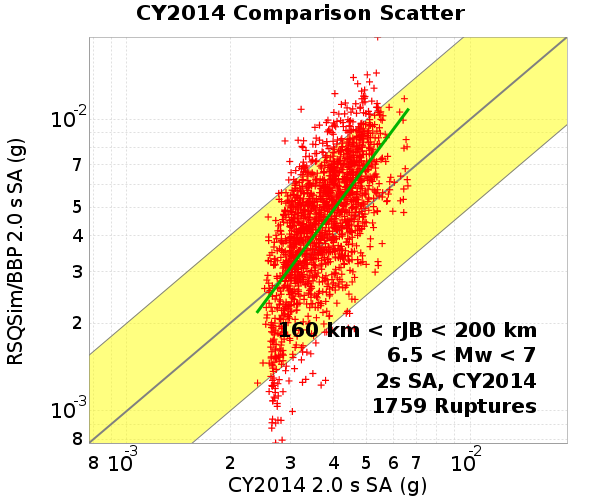 CY2014 Comparison Scatter
RSQSim/BBP 2.0 s SA (g)
10-2
7
5
4
3
2
10-3
8
160 km < rJB < 200 km
6.5 < Mw < 7
2s SA, CY2014
1759 Ruptures
8 10-3 2 3 4 5 6 7 10-2
CY2014 2.0 s SA (g)